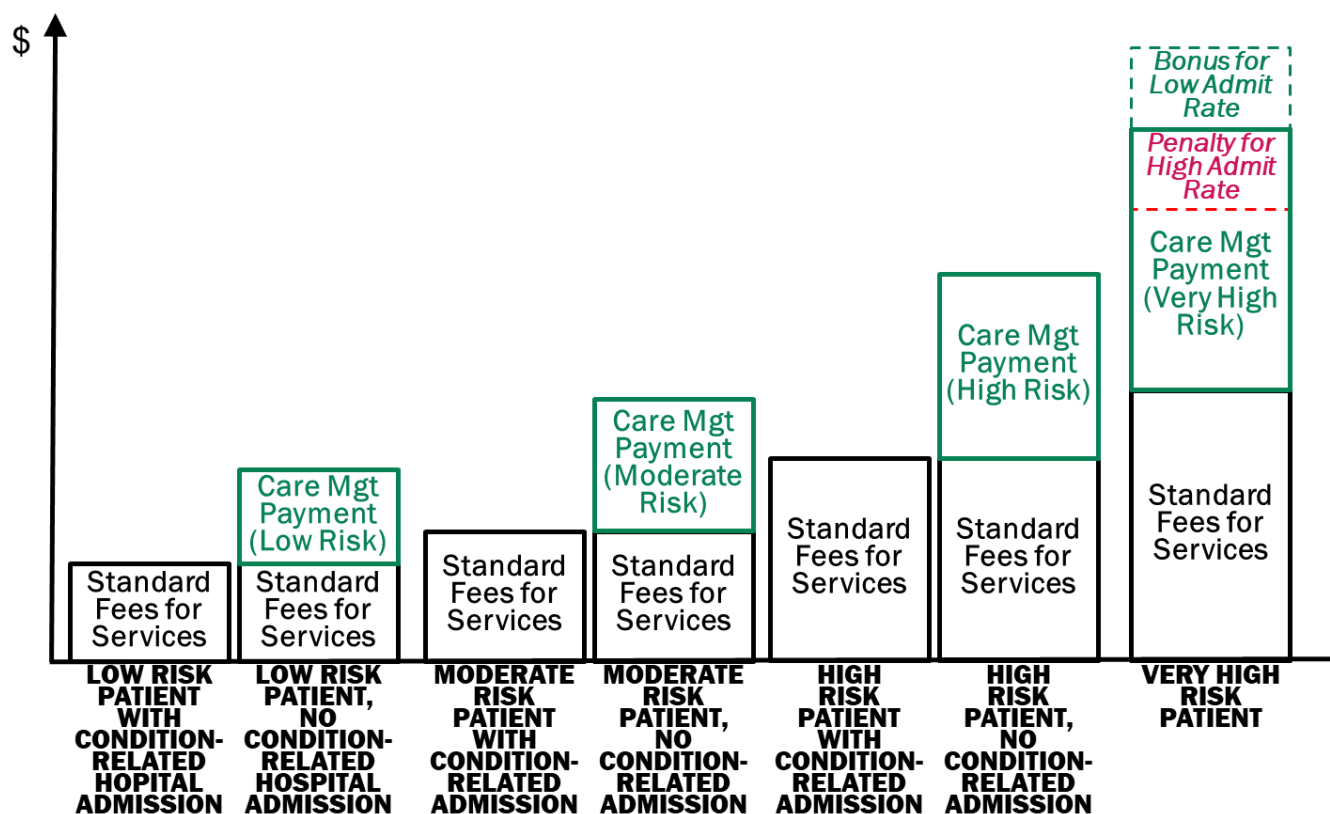 $
Bonus for
Low Admit
Rate
Penalty for
High Admit
Rate
Care Mgt
Payment
(Very High
Risk)
Standard
Fees for
Services
Care Mgt
Payment
(High Risk)
Standard
Fees for
Services
Standard
Fees for
Services
Care Mgt
Payment
(Moderate
Risk)
Standard
Fees for
Services
Standard
Fees for
Services
Care Mgt
Payment
(Low Risk)
Standard
Fees for
Services
Standard
Fees for
Services
LOW RISK
PATIENT
WITH
CONDITION-
RELATED
HOPITAL
ADMISSION
LOW RISK
PATIENT,
NO
CONDITION-
RELATED
HOSPITAL
ADMISSION
MODERATE
RISK
PATIENT
WITH
CONDITION-
RELATED
ADMISSION
MODERATE
RISK
PATIENT,
NO
CONDITION-
RELATED
ADMISSION
HIGH
RISK
PATIENT
WITH
CONDITION-
RELATED
ADMISSION
HIGH
RISK
PATIENT,
NO
CONDITION-
RELATED
ADMISSION
VERY HIGH
RISK
PATIENT